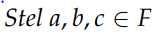 Stel a, b, c ∈ F